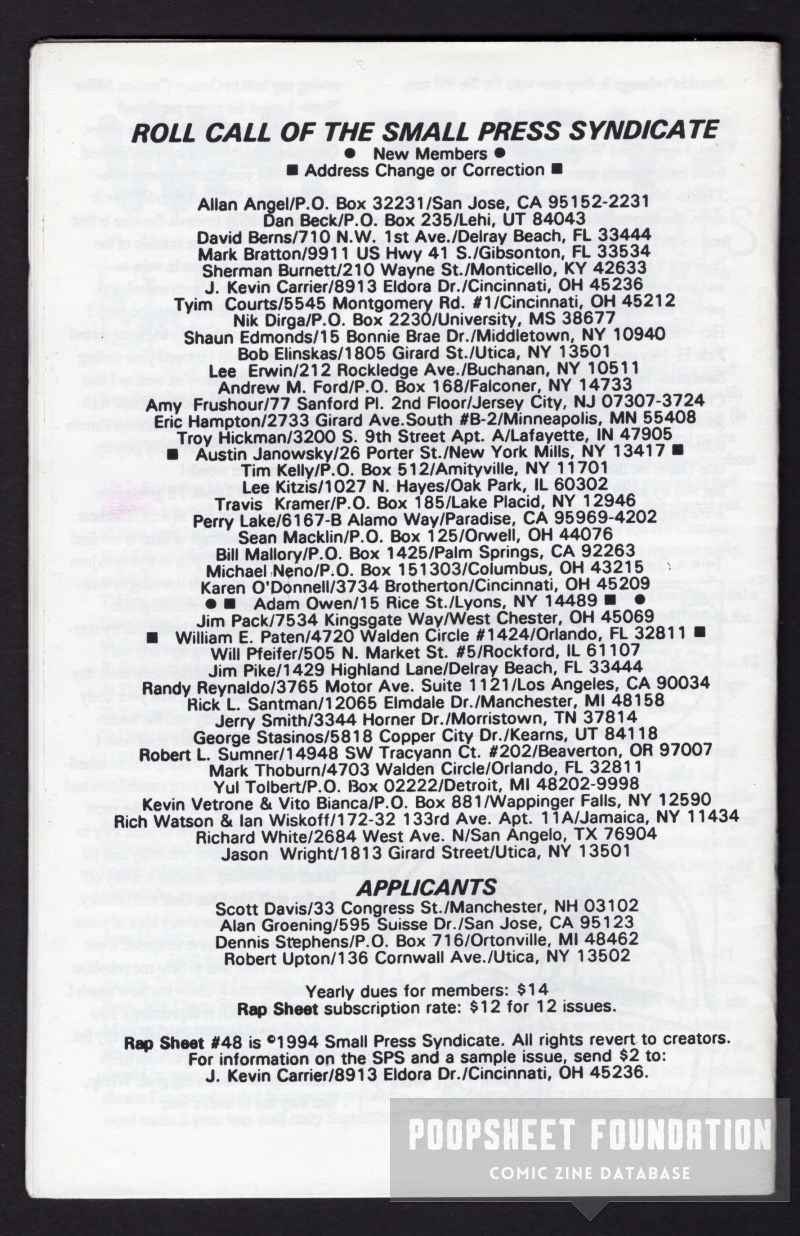 ROLL CALL OF THE SMALL PRESS SYNDICATE
● New Members ●
■ Address Change or Correction ■
Allan Angel/P.O. Box 32231/San Jose, CA 95152-2231
Dan Beck/P.O. Box 235/Lehi, UT 84043
David Berns/710 N.W. 1st Ave./Delray Beach, FL 33444
Mark Bratton/9911 US Hwy 41 S./Gibsonton, FL 33534
Sherman Burnett/210 Wayne St./Monticello, KY 42633
J. Kevin Carrier/8913 Eldora Dr./Cincinnati, OH 45236
Tyim Courts/5545 Montgomery Rd. #1/Cincinnati, OH 45212
Nik Dirga/P.O. Box 2230/University, MS 38677
Shaun Edmonds/15 Bonnie Brae Dr./Middletown, NY 10940
Bob Elinskas/1805 Girard St./Utica, NY 13501
Lee Erwin/212 Rockledge Ave./Buchanan, NY 10511
Andrew M. Ford/P.O. Box 168/Falconer, NY 14733
Amy Frushour/77 Sanford Pl. 2nd Floor/Jersey City, NJ 07307-3724
Eric Hampton/2733 Girard Ave.South #B-2/Minneapolis, MN 55408
Troy Hickman/3200 S. 9th Street Apt. A/Lafayette, IN 47905
■ Austin Janowsky/26 Porter St./New York Mills, NY 13417 ■
Tim Kelly/P.O. Box 512/Amityville, NY 11701
Lee Kitzis/1027 N. Hayes/Oak Park, IL 60302
Travis Kramer/P.O. Box 185/Lake Placid, NY 12946
Perry Lake/6167-B Alamo Way/Paradise, CA 95969-4202
Sean Macklin/P.O. Box 125/Orwell, OH 44076
Bill Mallory/P.O. Box 1425/Palm Springs, CA 92263
Michael Neno/P.O. Box 151303/Columbus, OH 43215
Karen O'Donnell/3734 Brotherton/Cincinnati, OH 45209
● ■ Adam Owen/15 Rice St./Lyons, NY 14489 ■ ●
Jim Pack/7534 Kingsgate Way/West Chester, OH 45069
■ William E. Paten/4720 Walden Circle #1424/Orlando, FL 32811 ■
Will Pfeifer/505 N. Market St. #5/Rockford, IL 61107
Jim Pike/1429 Highland Lane/Delray Beach, FL 33444
Randy Reynaldo/3765 Motor Ave. Suite 1121/Los Angeles, CA 90034
Rick L. Santman/12065 Elmdale Dr./Manchester, MI 48158
Jerry Smith/3344 Horner Dr./Morristown, TN 37814
George Stasinos/5818 Copper City Dr./Kearns, UT 84118
Robert L. Sumner/14948 SW Tracyann Ct. #202/Beaverton, OR 97007
Mark Thoburn/4703 Walden Circle/Orlando, FL 32811
Yul Tolbert/P.O. Box 02222/Detroit, MI 48202-9998
Kevin Vetrone & Vito Bianca/P.O. Box 881/Wappinger Falls, NY 12590
Rich Watson & Ian Wiskoff/172-32 133rd Ave. Apt. 11A/Jamaica, NY 11434
Richard White/2684 West Ave. N/San Angelo, TX 76904
Jason Wright/1813 Girard Street/Utica, NY 13501
APPLICANTS
Scott Davis/33 Congress St./Manchester, NH 03102
Alan Groening/595 Suisse Dr./San Jose, CA 95123
Dennis Stephens/P.O. Box 716/Ortonville, MI 48462
Robert Upton/136 Cornwall Ave./Utica, NY 13502
Yearly dues for members: $14
Rap Sheet subscription rate: $12 for 12 issues.
Rap Sheet #48 is ©1994 Small Press Syndicate. All rights revert to creators.
For information on the SPS and a sample issue, send $2 to:
J. Kevin Carrier/8913 Eldora Dr./Cincinnati, OH 45236.
POOPSHEET FOUNDATION
COMIC ZINE DATABASE